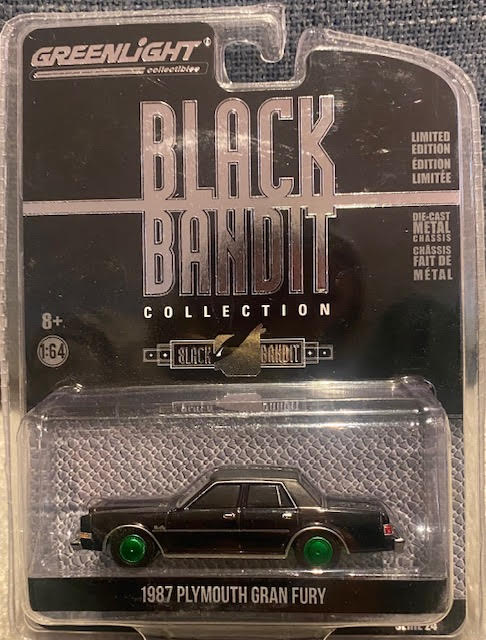 GREENLIGHT
collectibles
BLACK
BANDIT
COLLECTION
LIMITED
EDITION
ÉDITION
LIMITÉE
DIE-CAST
METAL
CHASSIS
CHÂSSIS
FAIT DE
MÉTAL
8+
1:64
BLACK BANDIT
1987 PLYMOUTH GRAN FURY